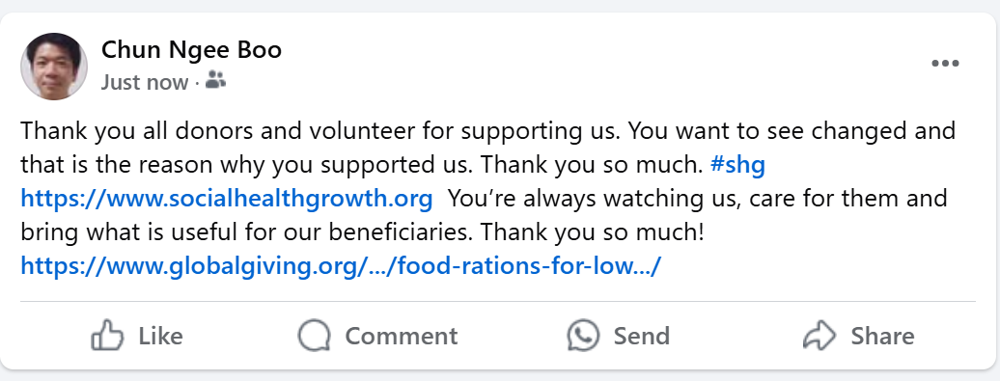 Chun Ngee Boo
Just now ·
Thank you all donors and volunteer for supporting us. You want to see changed and
that is the reason why you supported us. Thank you so much. #shg
https://www.socialhealthgrowth.org You’re always watching us, care for them and
bring what is useful for our beneficiaries. Thank you so much!
https://www.globalgiving.org/.../food-rations-for-low.../
Like Comment Send Share